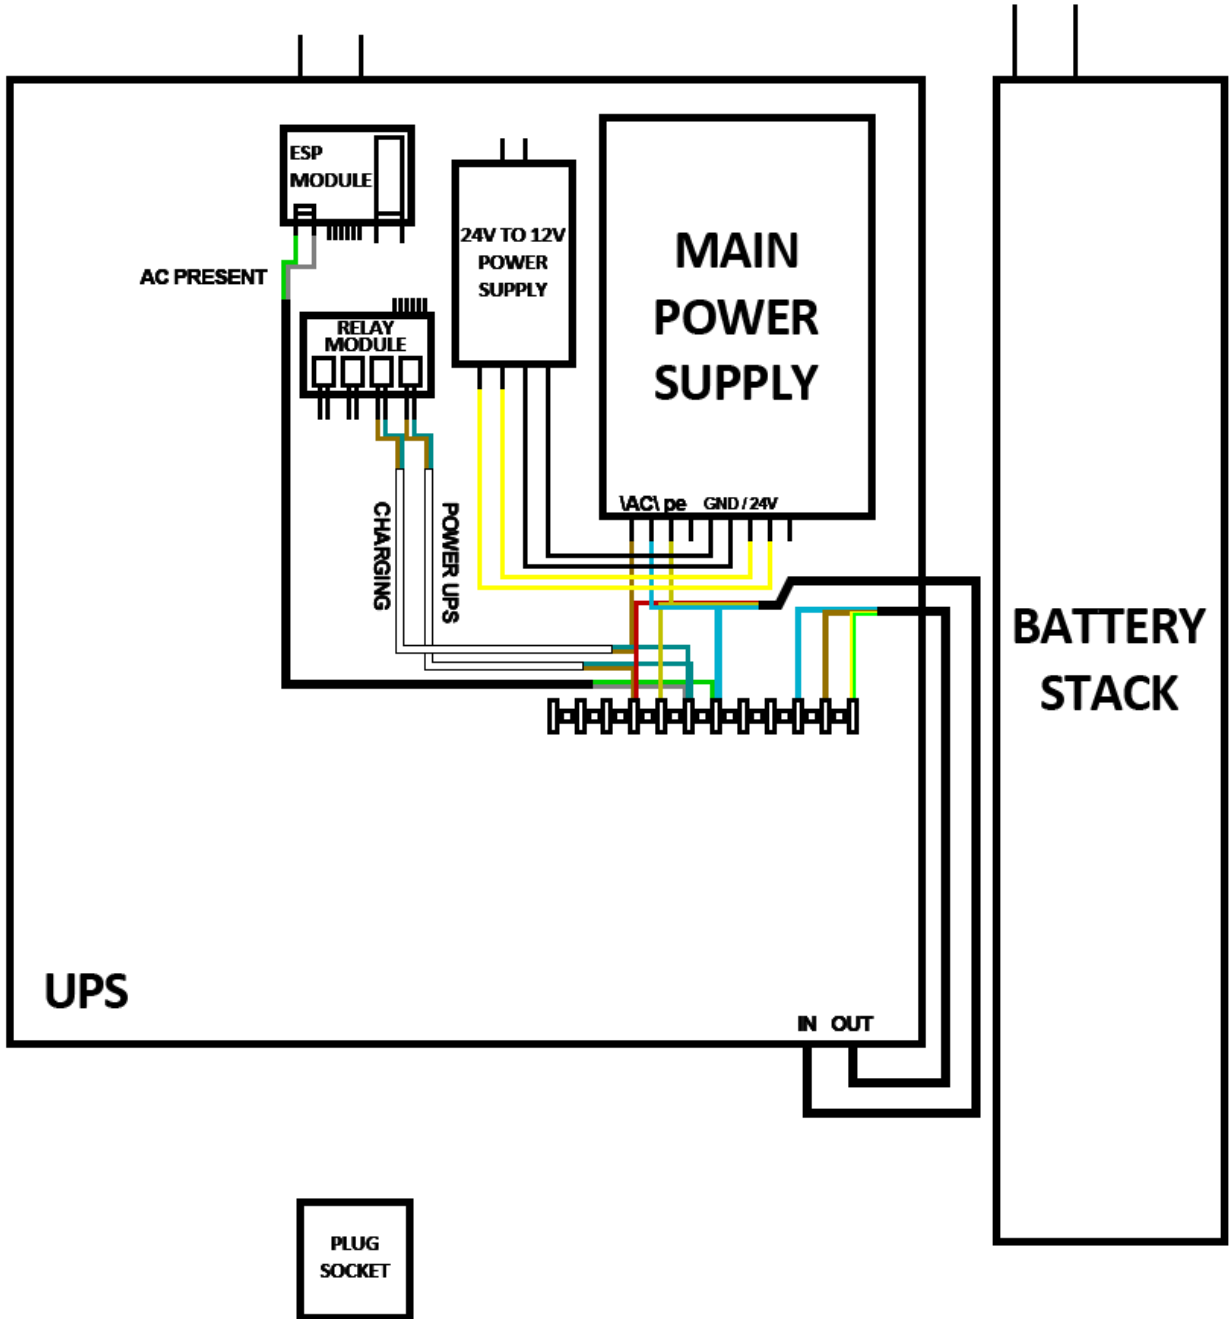 ESP
MODULE
24V TO 12V
POWER
SUPPLY
MAIN
POWER
SUPPLY
AC PRESENT
RELAY
MODULE
\AC\ pe GND / 24V
CHARGING
POWER UPS
BATTERY
STACK
UPS
IN OUT
PLUG
SOCKET